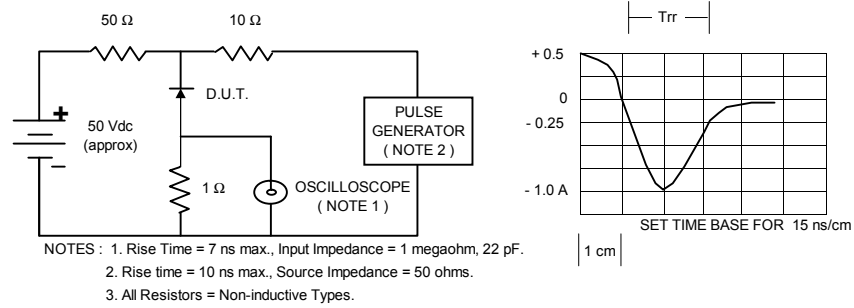 50 Ω
10 Ω
Trr
+ 0.5
D.U.T.
0
+
50 Vdc
(approx)
PULSE
GENERATOR
( NOTE 2 )
- 0.25
1 Ω
OSCILLOSCOPE
( NOTE 1 )
- 1.0 A
SET TIME BASE FOR 15 ns/cm
NOTES : 1. Rise Time = 7 ns max., Input Impedance = 1 megaohm, 22 pF.
1 cm
2. Rise time = 10 ns max., Source Impedance = 50 ohms.
3. All Resistors = Non-inductive Types.